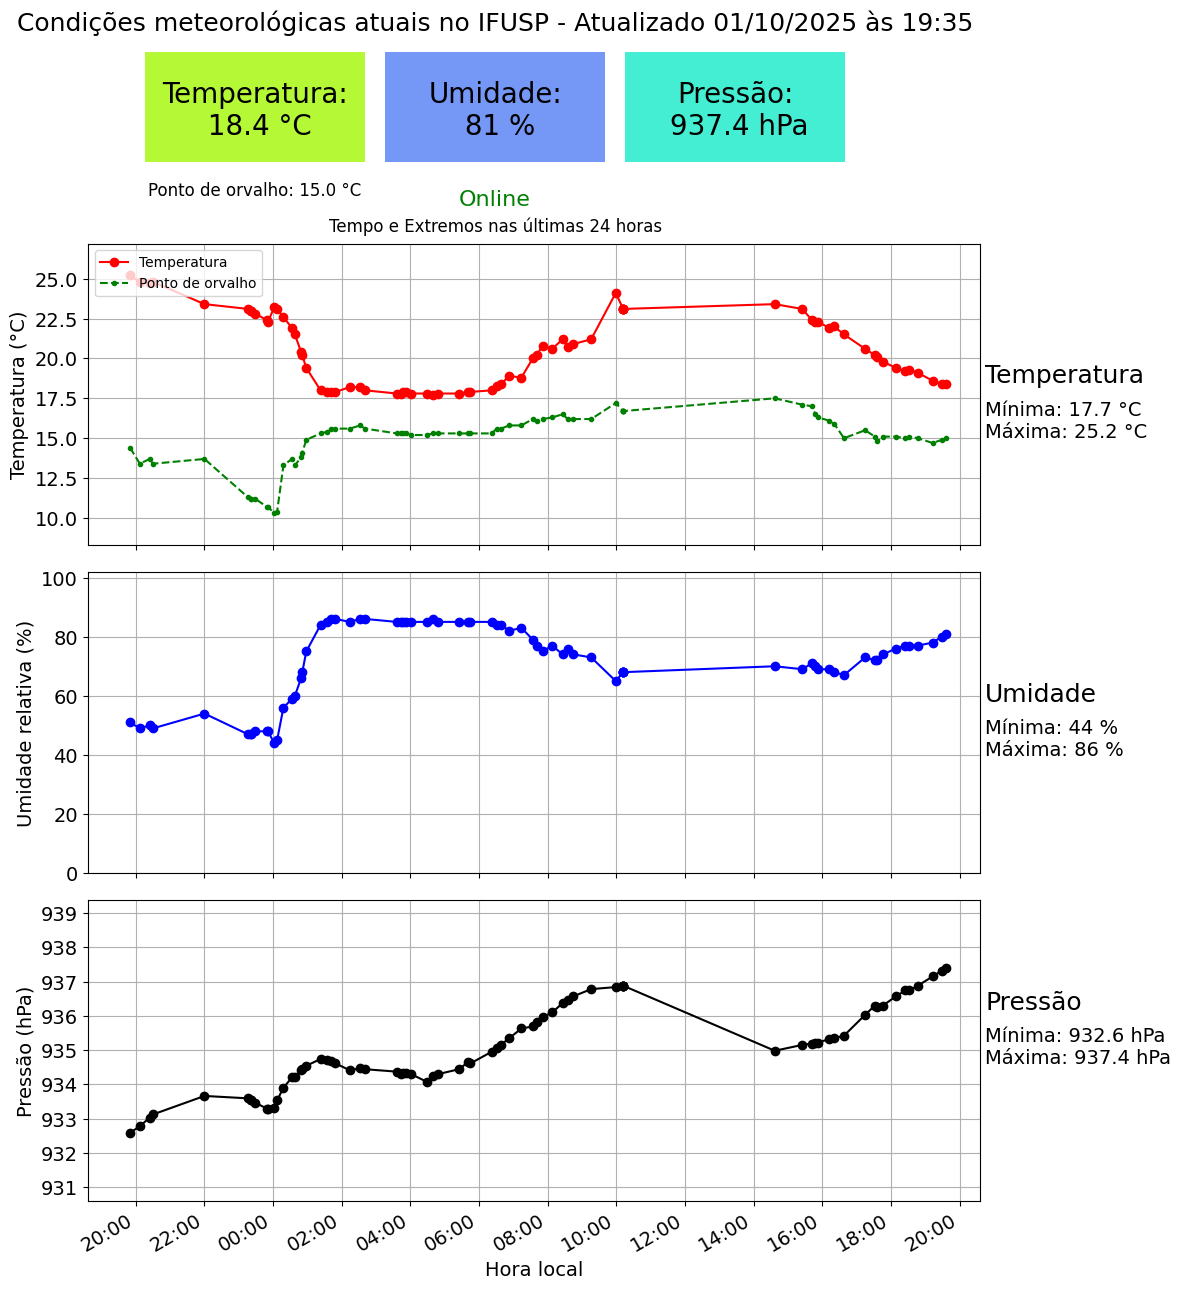 Condições meteorológicas atuais no IFUSP - Atualizado 01/10/2025 às 19:35
Temperatura:
18.4 °C
Umidade:
81 %
Pressão:
937.4 hPa
Ponto de orvalho: 15.0 °C
Online
Tempo e Extremos nas últimas 24 horas
Temperatura (°C)
25.0
22.5
20.0
17.5
15.0
12.5
10.0
Temperatura
Ponto de orvalho
Temperatura
Mínima: 17.7 °C
Máxima: 25.2 °C
Umidade relativa (%)
100
80
60
40
20
0
Umidade
Mínima: 44 %
Máxima: 86 %
Pressão (hPa)
939
938
937
936
935
934
933
932
931
Pressão
Mínima: 932.6 hPa
Máxima: 937.4 hPa
20:00 22:00 00:00 02:00 04:00 06:00 08:00 10:00 12:00 14:00 16:00 18:00 20:00
Hora local